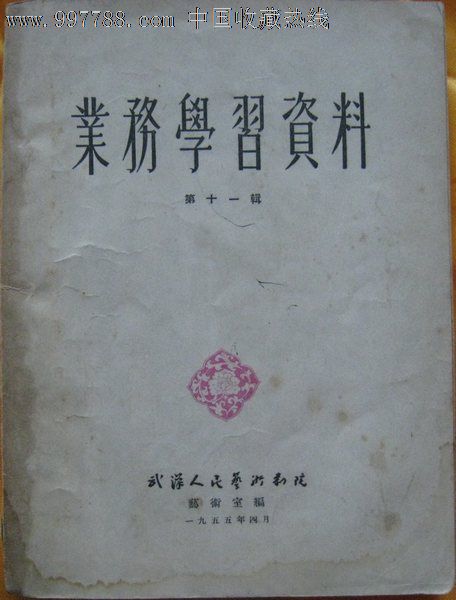 www.997788.com 中国收藏热线
業務學習資料
第十一輯
武漢人民藝術劇院
藝術室編
一九五五年四月